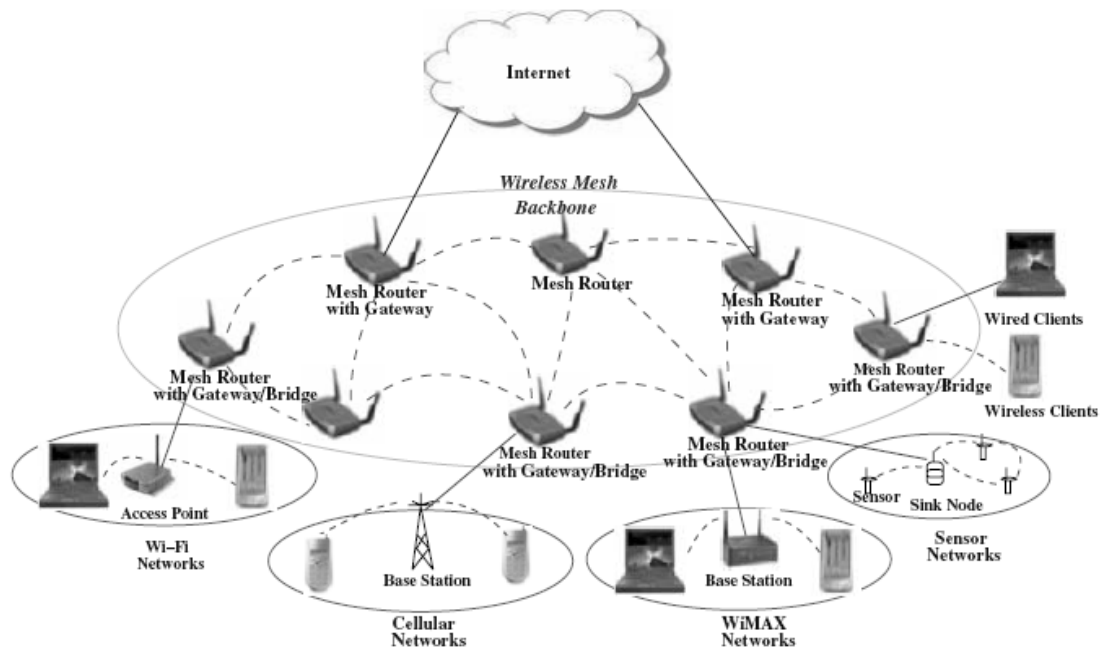 Internet
Wireless Mesh
Backbone
Mesh Router
with Gateway
Mesh Router
Mesh Router
with Gateway
Wired Clients
Mesh Router
with Gateway/Bridge
Mesh Router
with Gateway/Bridge
Wireless Clients
Mesh Router
with Gateway/Bridge
Mesh Router
with Gateway/Bridge
Access Point
Wi-Fi
Networks
Sensor
Sink Node
Sensor
Networks
Base Station
Cellular
Networks
Base Station
WiMAX
Networks